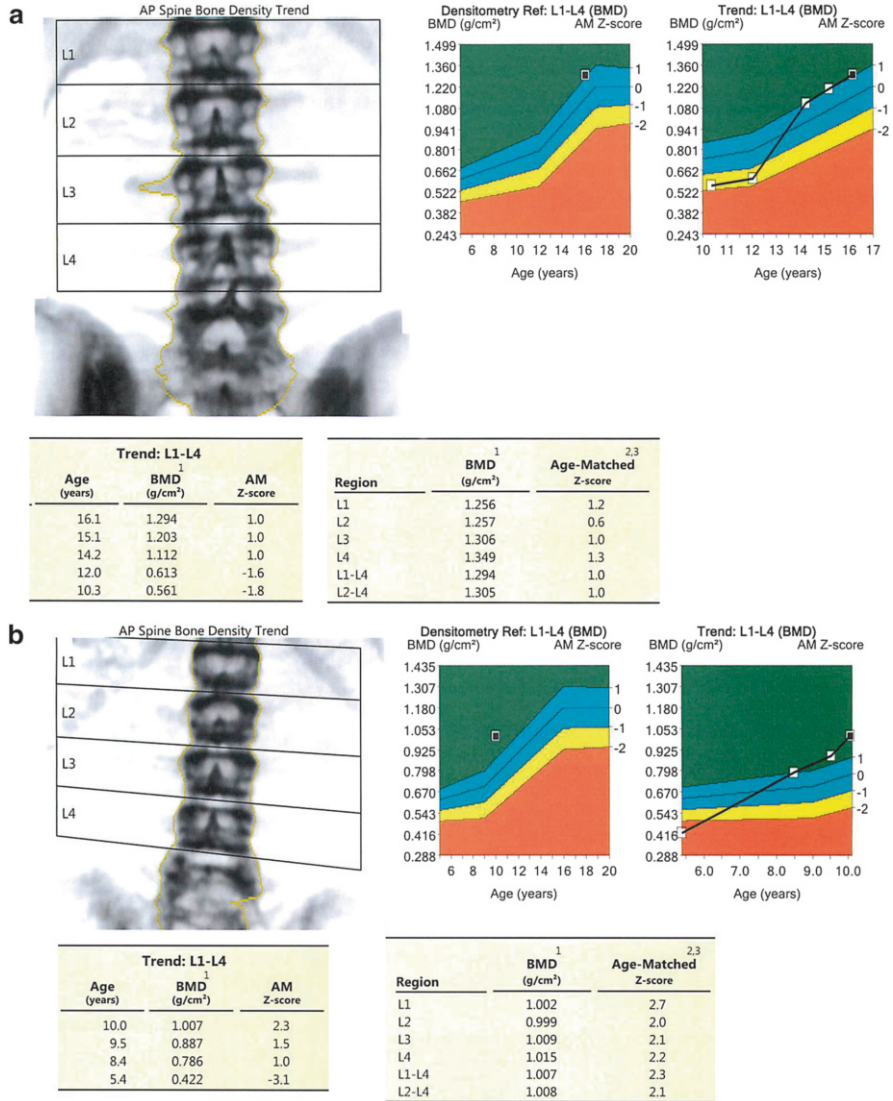 a
AP Spine Bone Density Trend
L1
L2
L3
L4
Densitometry Ref: L1-L4 (BMD)
BMD (g/cm²) AM Z-score
1.499
1.360 1
1.220 0
1.080 -1
0.941 -2
0.801
0.662
0.522
0.382
0.243
6 8 10 12 14 16 18 20
Age (years)
Trend: L1-L4 (BMD)
BMD (g/cm²) AM Z-score
1.499
1.360 1
1.220 0
1.080 -1
0.941 -2
0.801
0.662
0.522
0.382
0.243
10 11 12 13 14 15 16 17
Age (years)
Trend: L1-L4
Age BMD 1 AM
(years) (g/cm²) Z-score
16.1 1.294 1.0
15.1 1.203 1.0
14.2 1.112 1.0
12.0 0.613 -1.6
10.3 0.561 -1.8
1 2,3
BMD Age-Matched
Region (g/cm²) Z-score
L1 1.256 1.2
L2 1.257 0.6
L3 1.306 1.0
L4 1.349 1.3
L1-L4 1.294 1.0
L2-L4 1.305 1.0
b
AP Spine Bone Density Trend
L1
L2
L3
L4
Densitometry Ref: L1-L4 (BMD)
BMD (g/cm²) AM Z-score
1.435
1.307 1
1.180 0
1.053 -1
0.925 -2
0.798
0.670
0.543
0.416
0.288
6 8 10 12 14 16 18 20
Age (years)
Trend: L1-L4 (BMD)
BMD (g/cm²) AM Z-score
1.435
1.307
1.180
1.053
0.925 1
0.798 0
0.670 -1
0.543 -2
0.416
0.288
6.0 7.0 8.0 9.0 10.0
Age (years)
Trend: L1-L4
Age BMD 1 AM
(years) (g/cm²) Z-score
10.0 1.007 2.3
9.5 0.887 1.5
8.4 0.786 1.0
5.4 0.422 -3.1
1 2,3
BMD Age-Matched
Region (g/cm²) Z-score
L1 1.002 2.7
L2 0.999 2.0
L3 1.009 2.1
L4 1.015 2.2
L1-L4 1.007 2.3
L2-L4 1.008 2.1